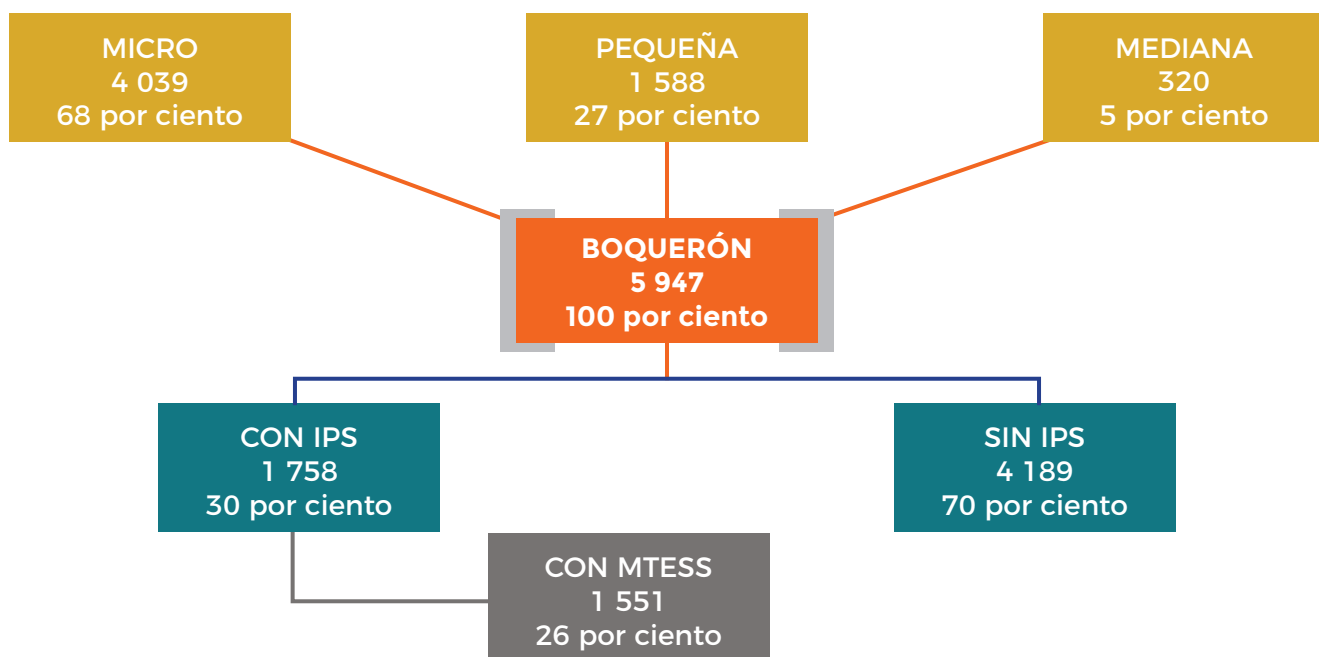 MICRO
4 039
68 por ciento
PEQUEÑA
1 588
27 por ciento
MEDIANA
320
5 por ciento
BOQUERÓN
5 947
100 por ciento
CON IPS
1 758
30 por ciento
SIN IPS
4 189
70 por ciento
CON MTESS
1 551
26 por ciento